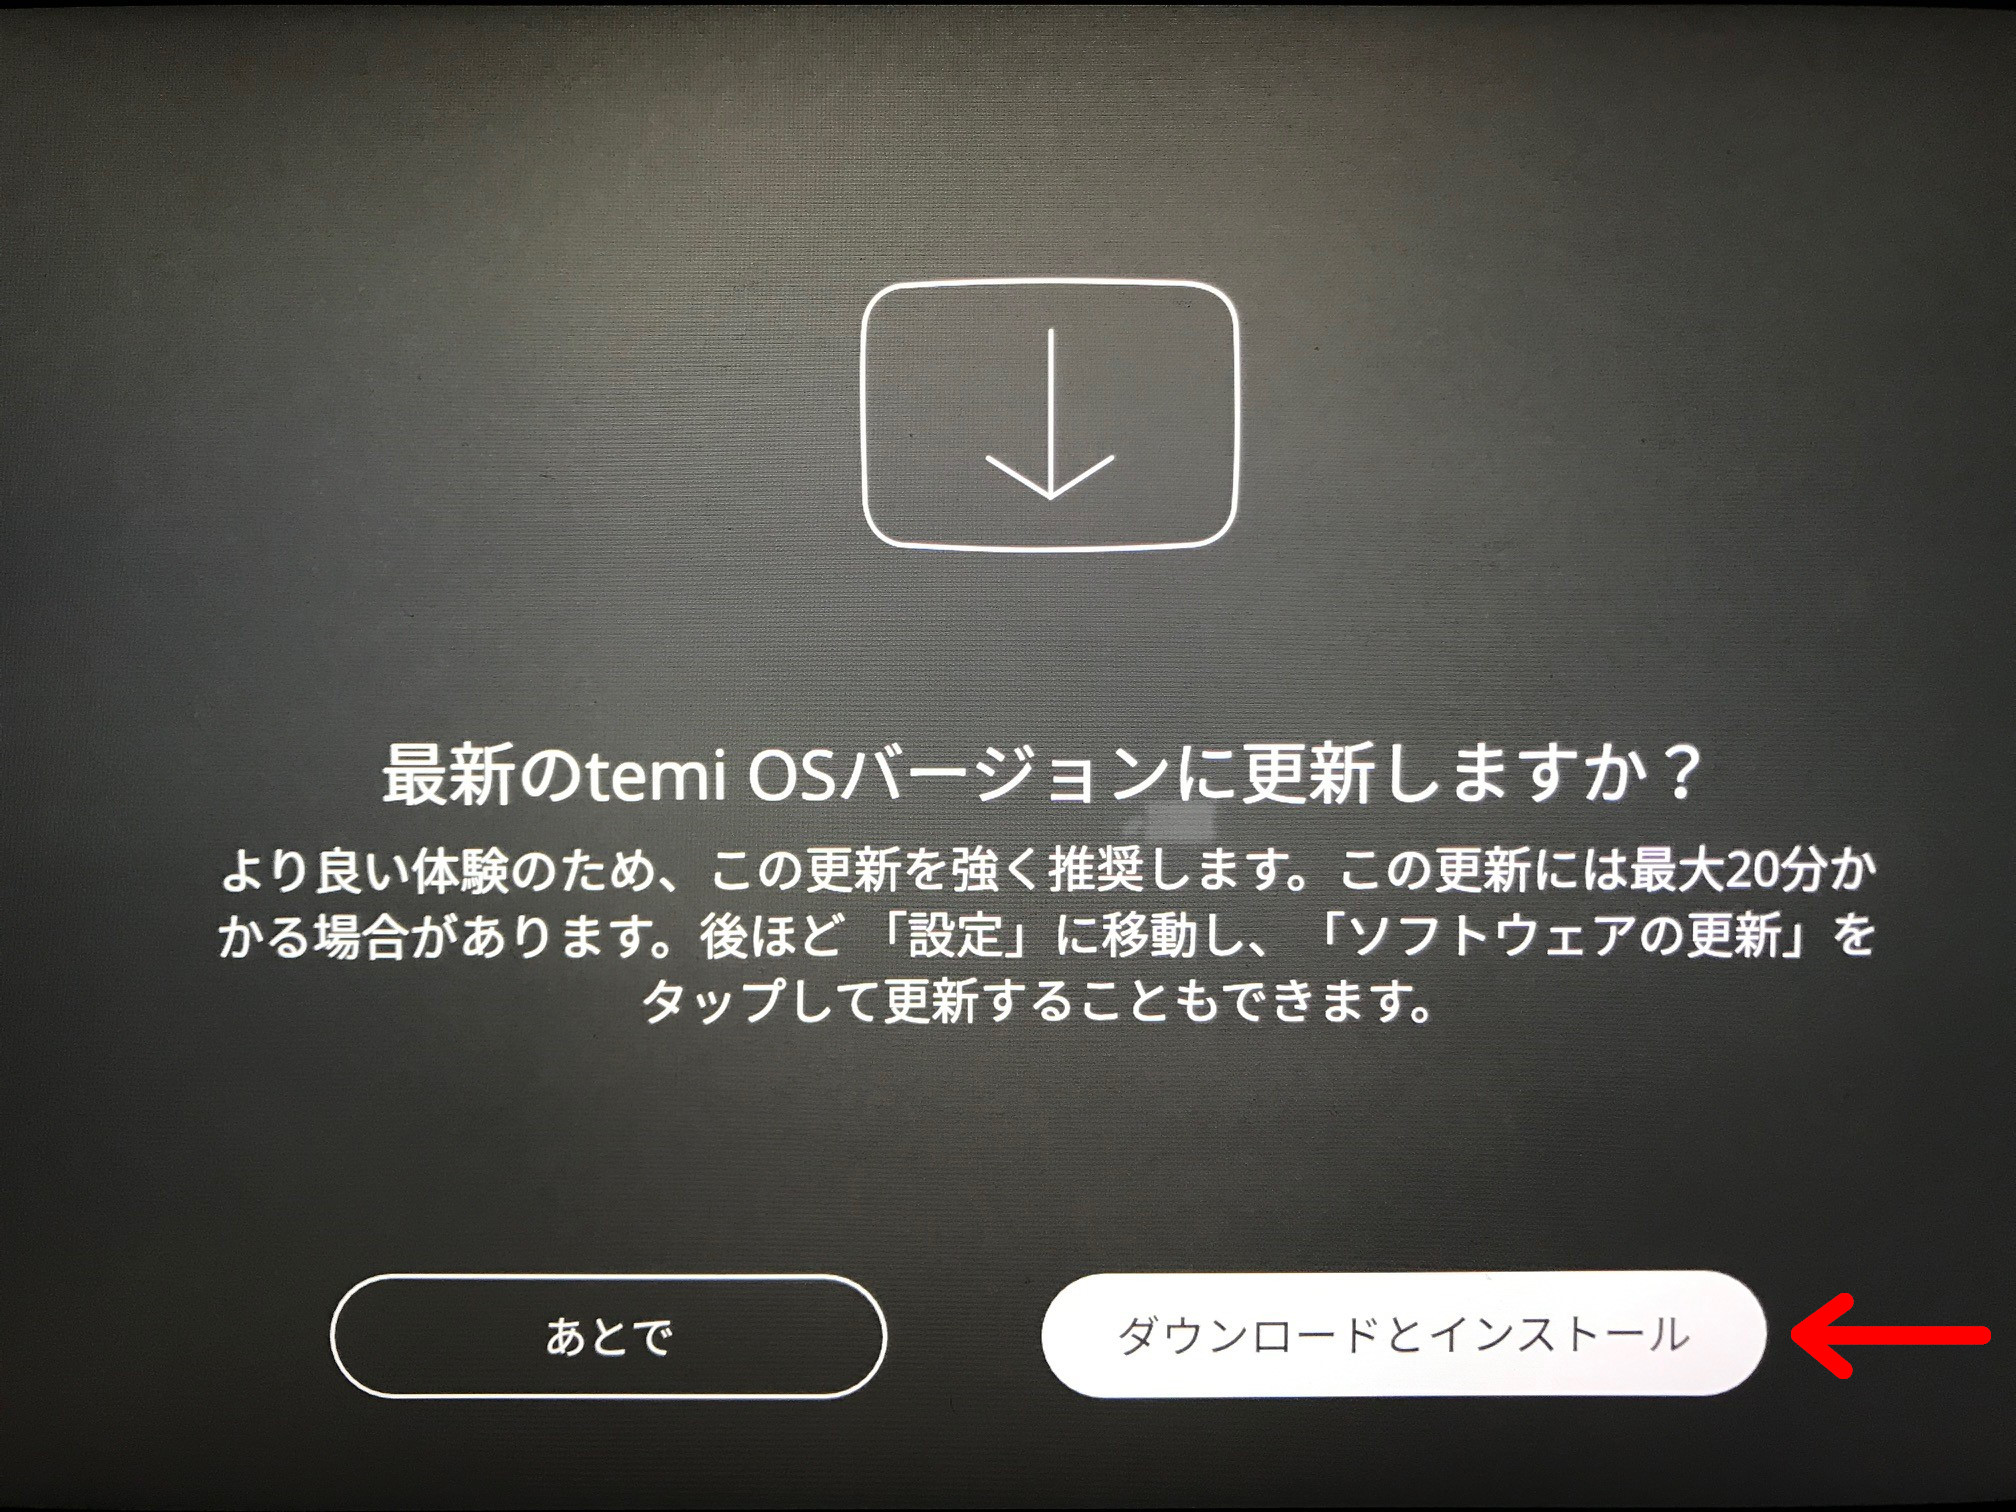 最新のtemi OSバージョンに更新しますか？
より良い体験のため、この更新を強く推奨します。この更新には最大20分か
かる場合があります。後ほど 「設定」に移動し、「ソフトウェアの更新」を
タップして更新することもできます。
あとで
ダウンロードとインストール